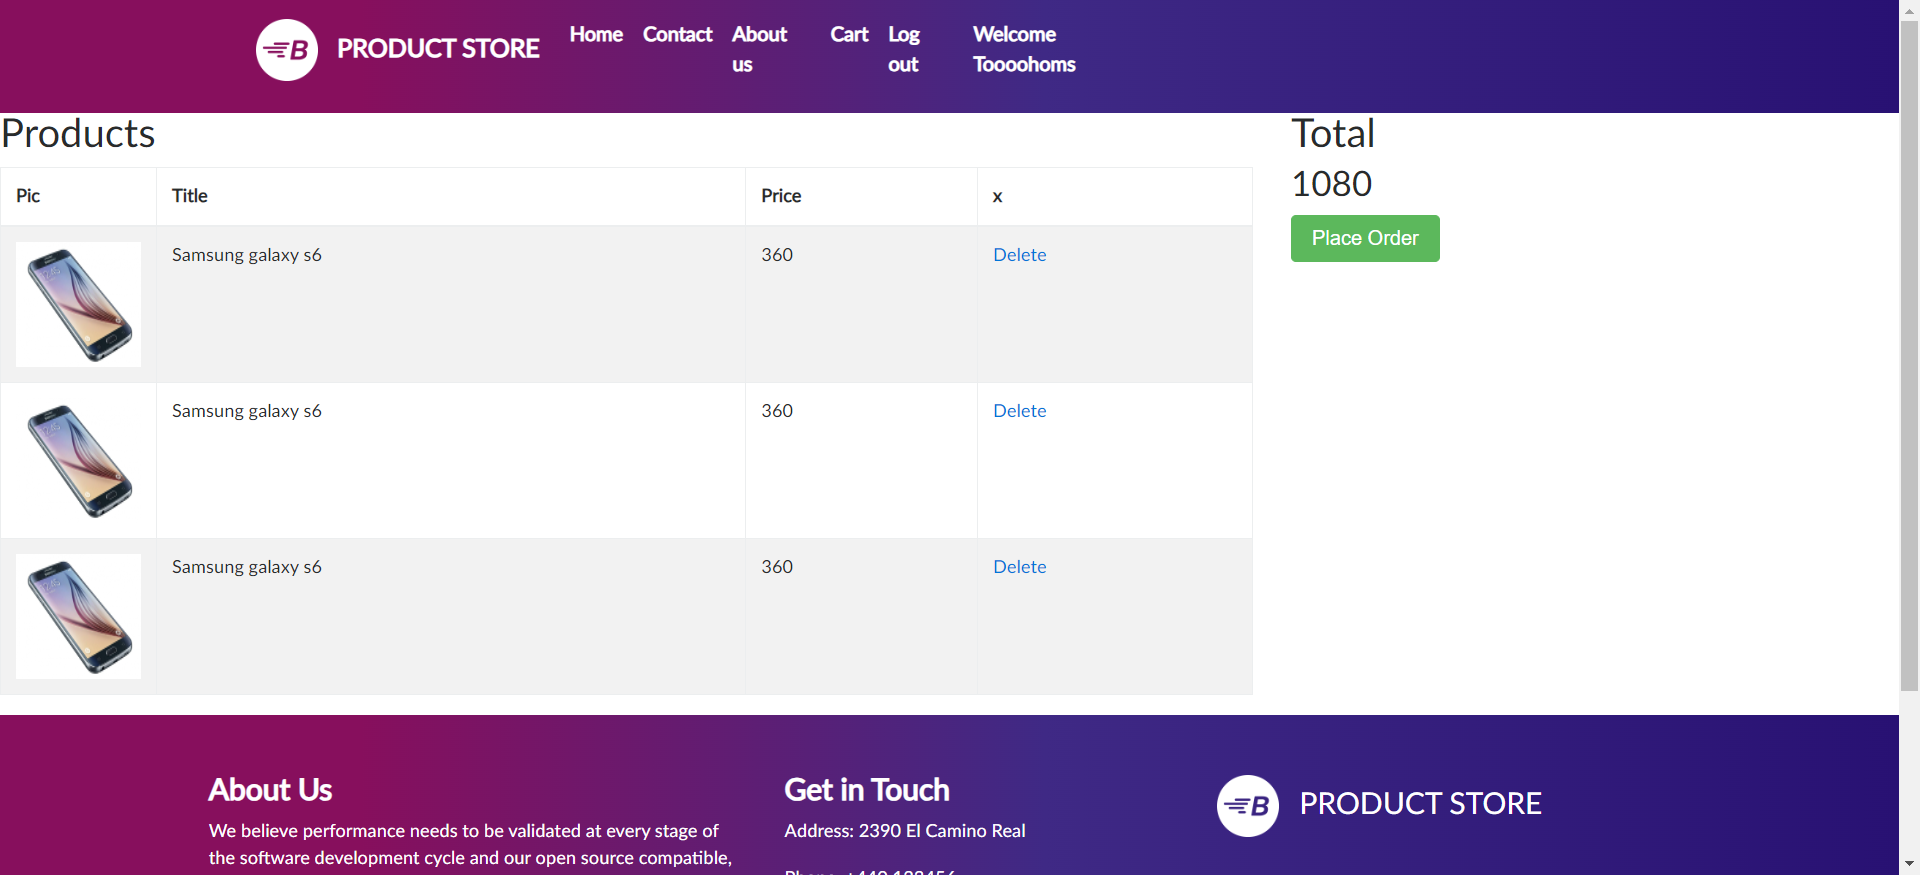 B PRODUCT STORE Home Contact About us Cart Log out Welcome Toooohoms
Products
Total
1080
Place Order
Pic Title Price x
Samsung galaxy s6 360 Delete
Samsung galaxy s6 360 Delete
Samsung galaxy s6 360 Delete
About Us
We believe performance needs to be validated at every stage of
the software development cycle and our open source compatible,
Get in Touch
Address: 2390 El Camino Real
B PRODUCT STORE